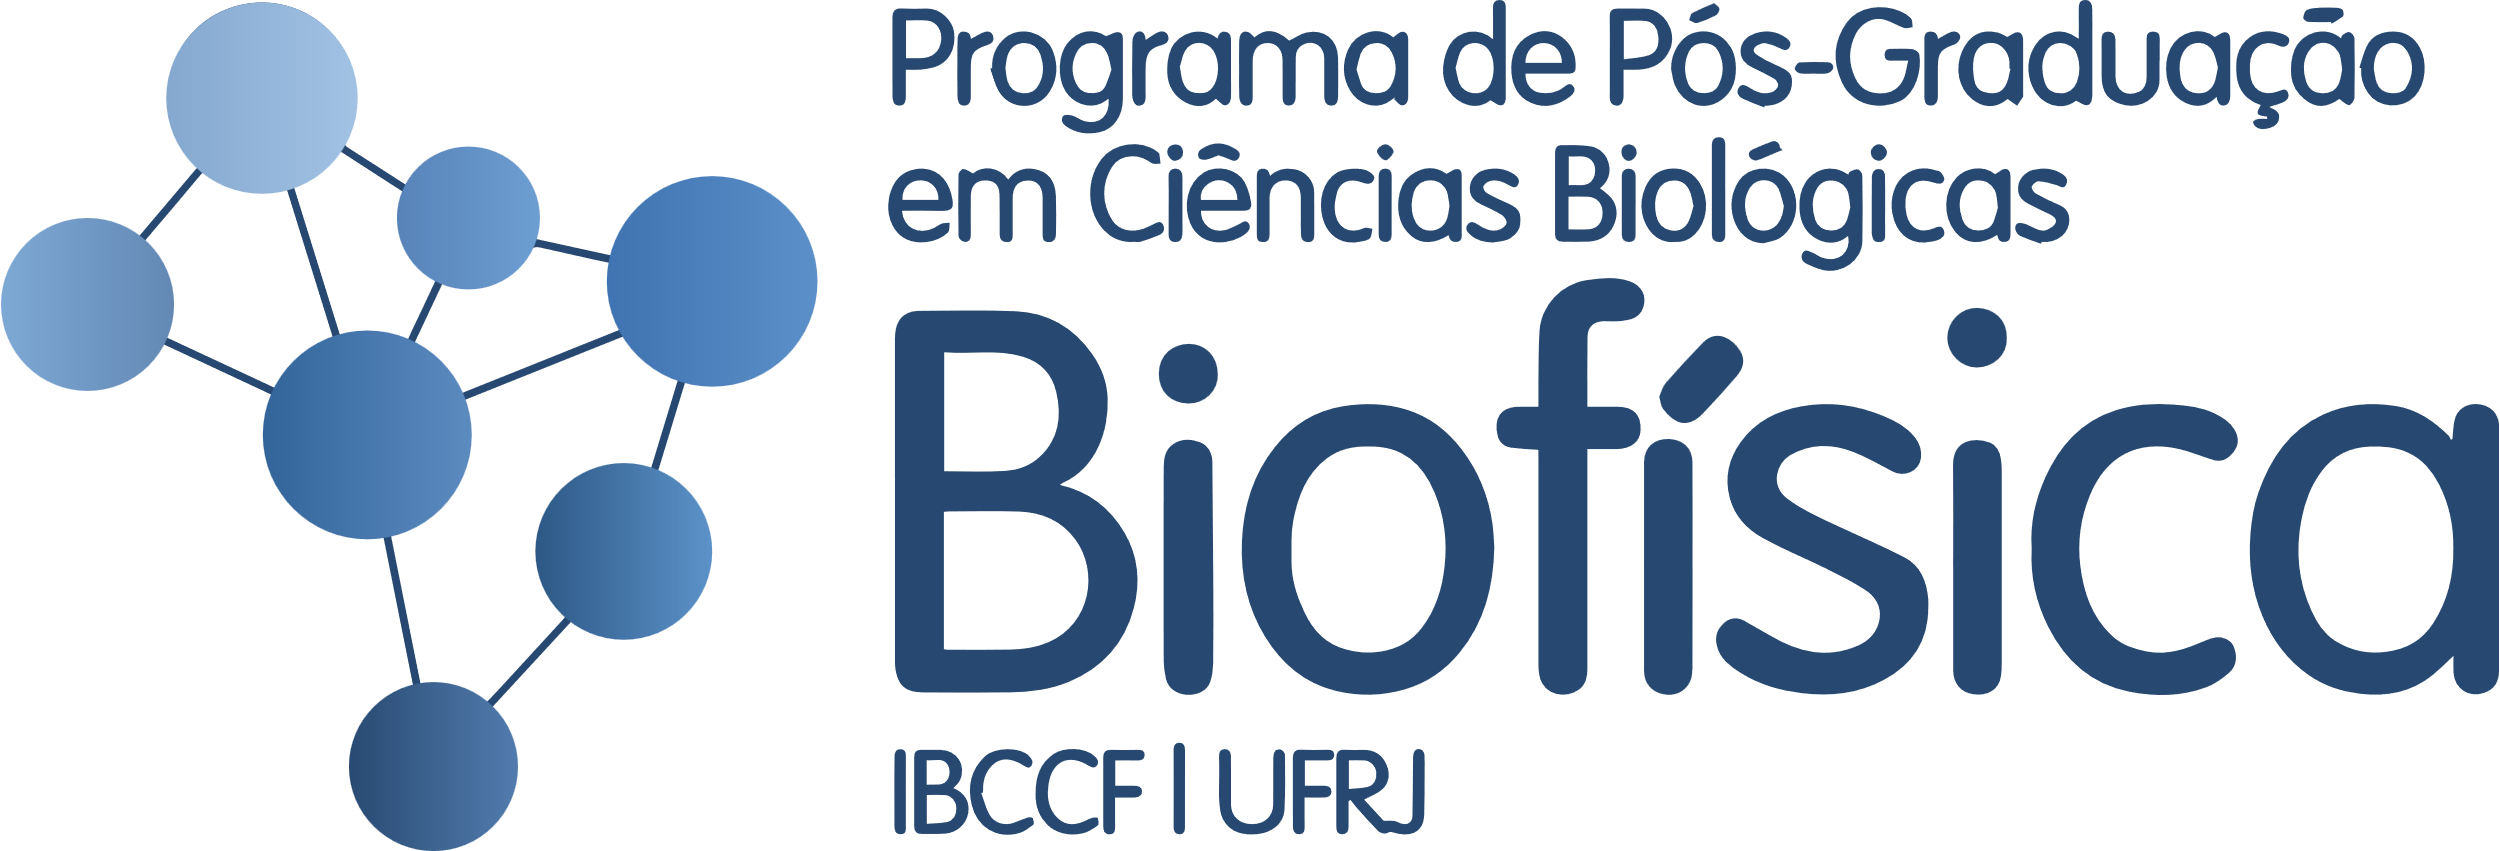 Programa de Pós-Graduação
em Ciências Biológicas
Biofísica
IBCCF | UFRJ